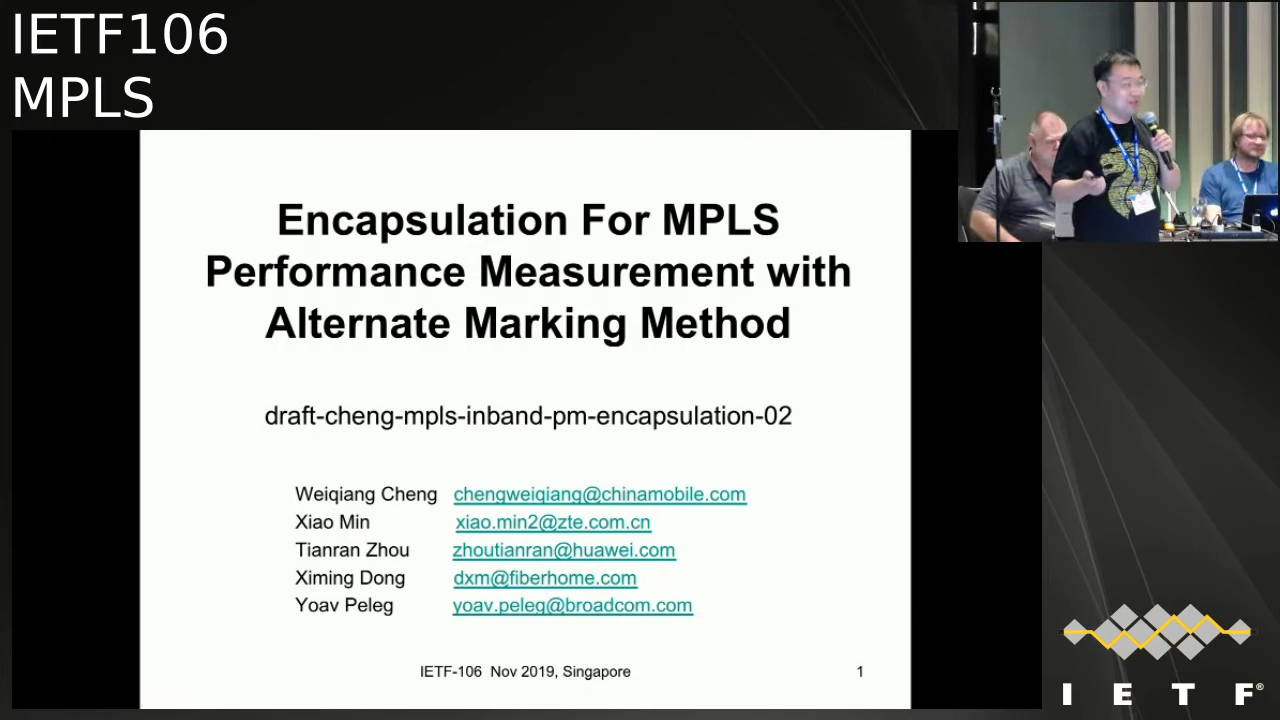 IETF106
MPLS
Encapsulation For MPLS
Performance Measurement with
Alternate Marking Method
draft-cheng-mpls-inband-pm-encapsulation-02
Weiqiang Cheng chengweiqiang@chinamobile.com
Xiao Min xiao.min2@zte.com.cn
Tianran Zhou zhoutianran@huawei.com
Ximing Dong dxm@fiberhome.com
Yoav Peleg yoav.peleg@broadcom.com
IETF-106 Nov 2019, Singapore 1
I E T F®